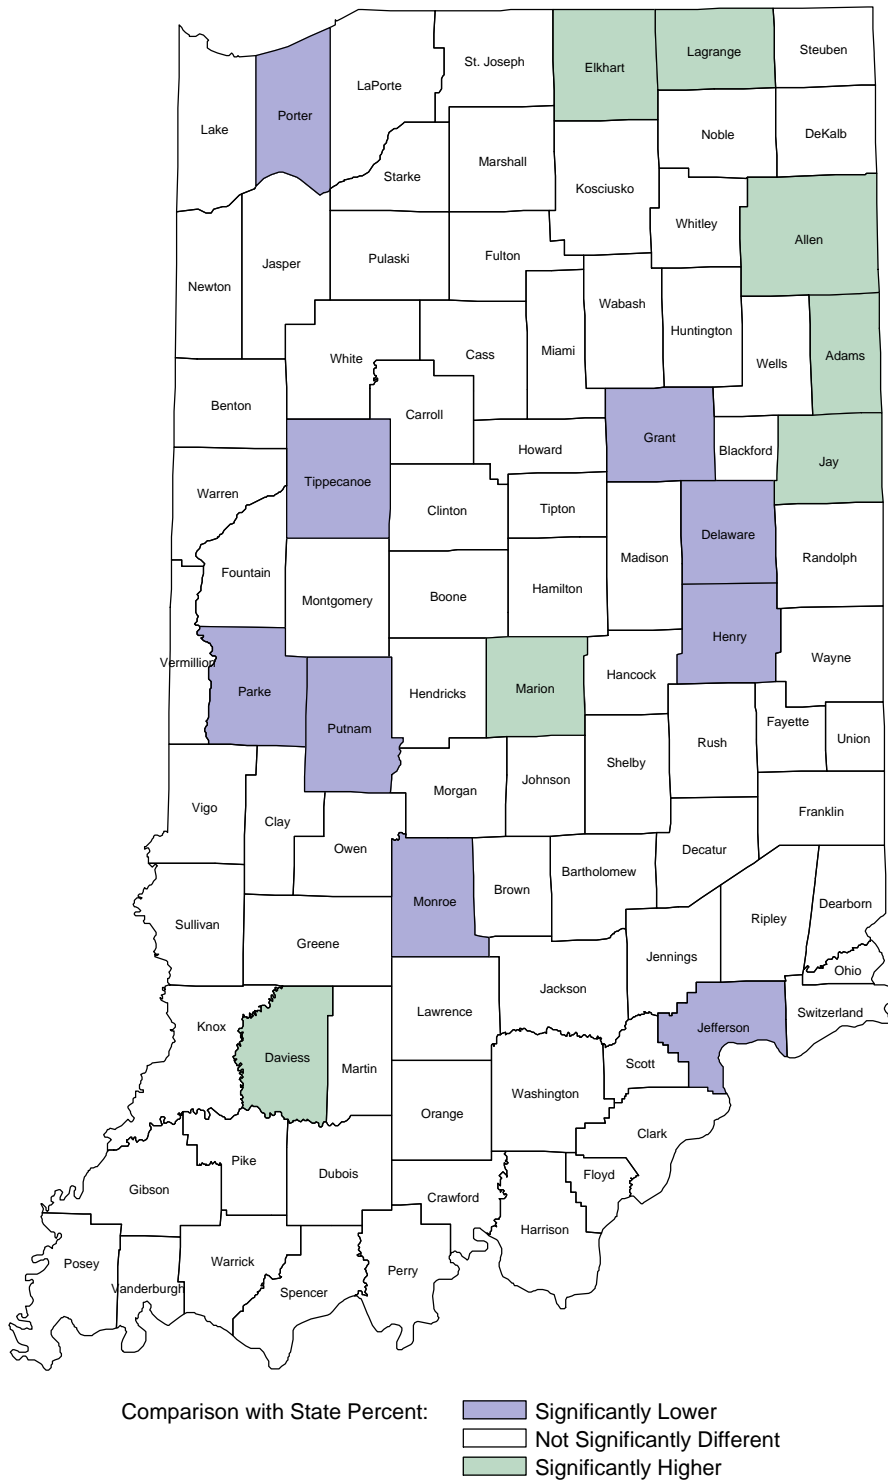 St. Joseph
Elkhart
Lagrange
Steuben
LaPorte
Porter
Lake
Noble
DeKalb
Marshall
Starke
Kosciusko
Whitley
Allen
Jasper
Pulaski
Fulton
Newton
Wabash
Huntington
White
Cass
Miami
Wells
Adams
Benton
Carroll
Howard
Grant
Blackford
Jay
Tippecanoe
Warren
Clinton
Tipton
Delaware
Madison
Randolph
Fountain
Montgomery
Boone
Hamilton
Henry
Vermillion
Parke
Hendricks
Marion
Hancock
Wayne
Putnam
Rush
Fayette
Union
Shelby
Johnson
Morgan
Vigo
Clay
Franklin
Owen
Decatur
Bartholomew
Brown
Monroe
Ripley
Dearborn
Sullivan
Greene
Jennings
Ohio
Jackson
Lawrence
Switzerland
Knox
Jefferson
Daviess
Martin
Scott
Washington
Orange
Clark
Pike
Dubois
Floyd
Gibson
Crawford
Harrison
Posey
Warrick
Perry
Vanderburgh
Spencer
Comparison with State Percent:
Significantly Lower
Not Significantly Different
Significantly Higher